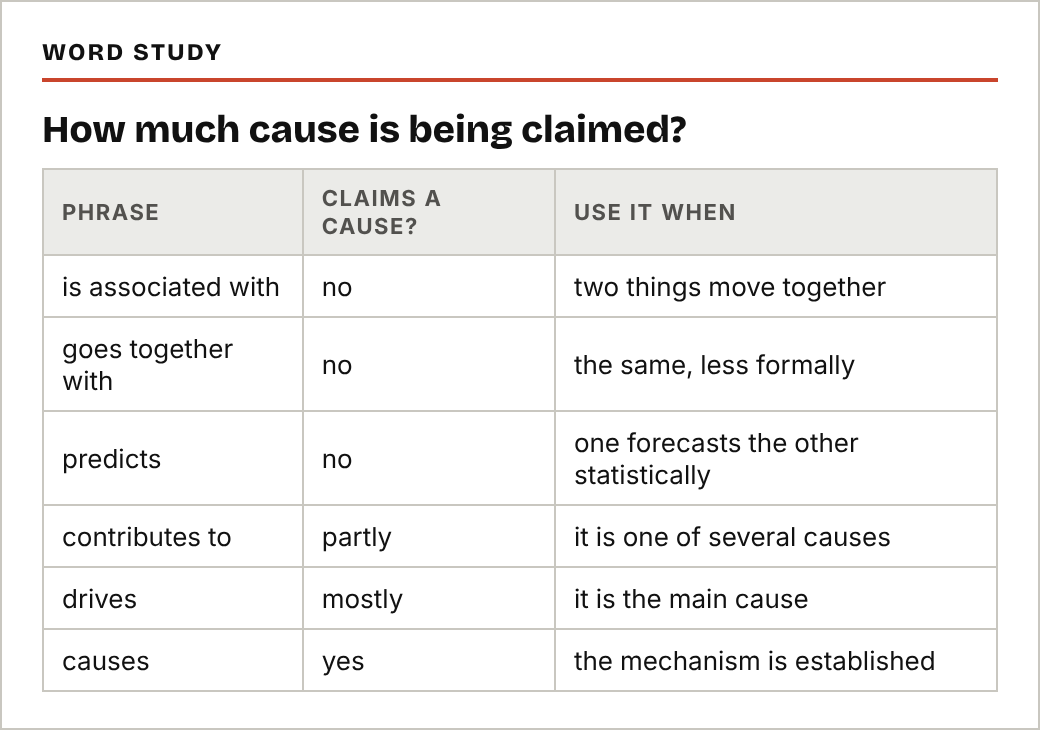 WORD STUDY
How much cause is being claimed?
PHRASE
CLAIMS A
CAUSE?
USE IT WHEN
is associated with
no
two things move together
goes together
with
no
the same, less formally
predicts
no
one forecasts the other
statistically
contributes to
partly
it is one of several causes
drives
mostly
it is the main cause
causes
yes
the mechanism is established